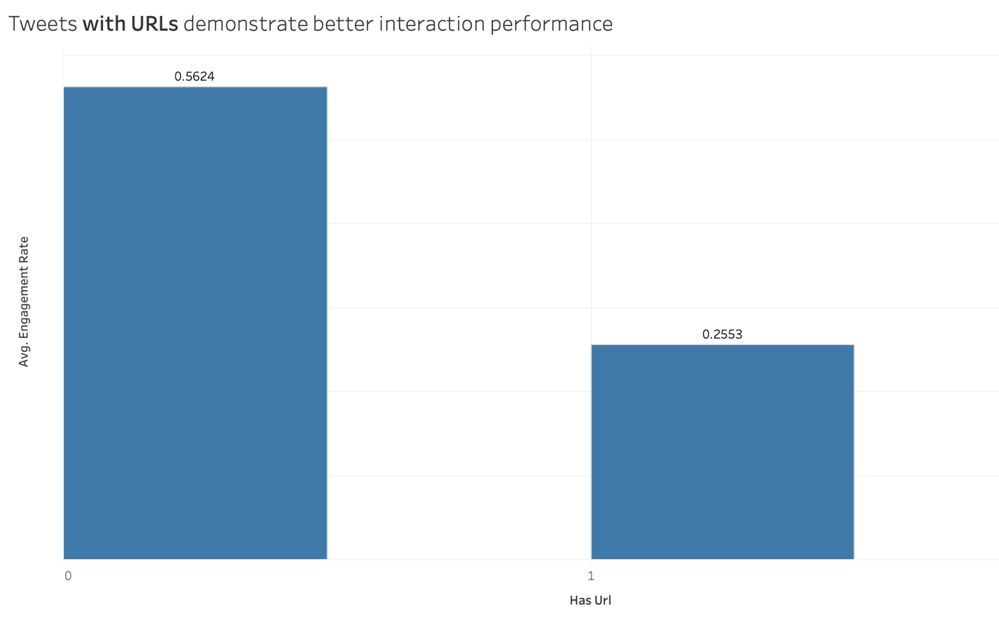 Tweets with URLs demonstrate better interaction performance
0.5624
0.2553
Avg. Engagement Rate
0
1
Has Url